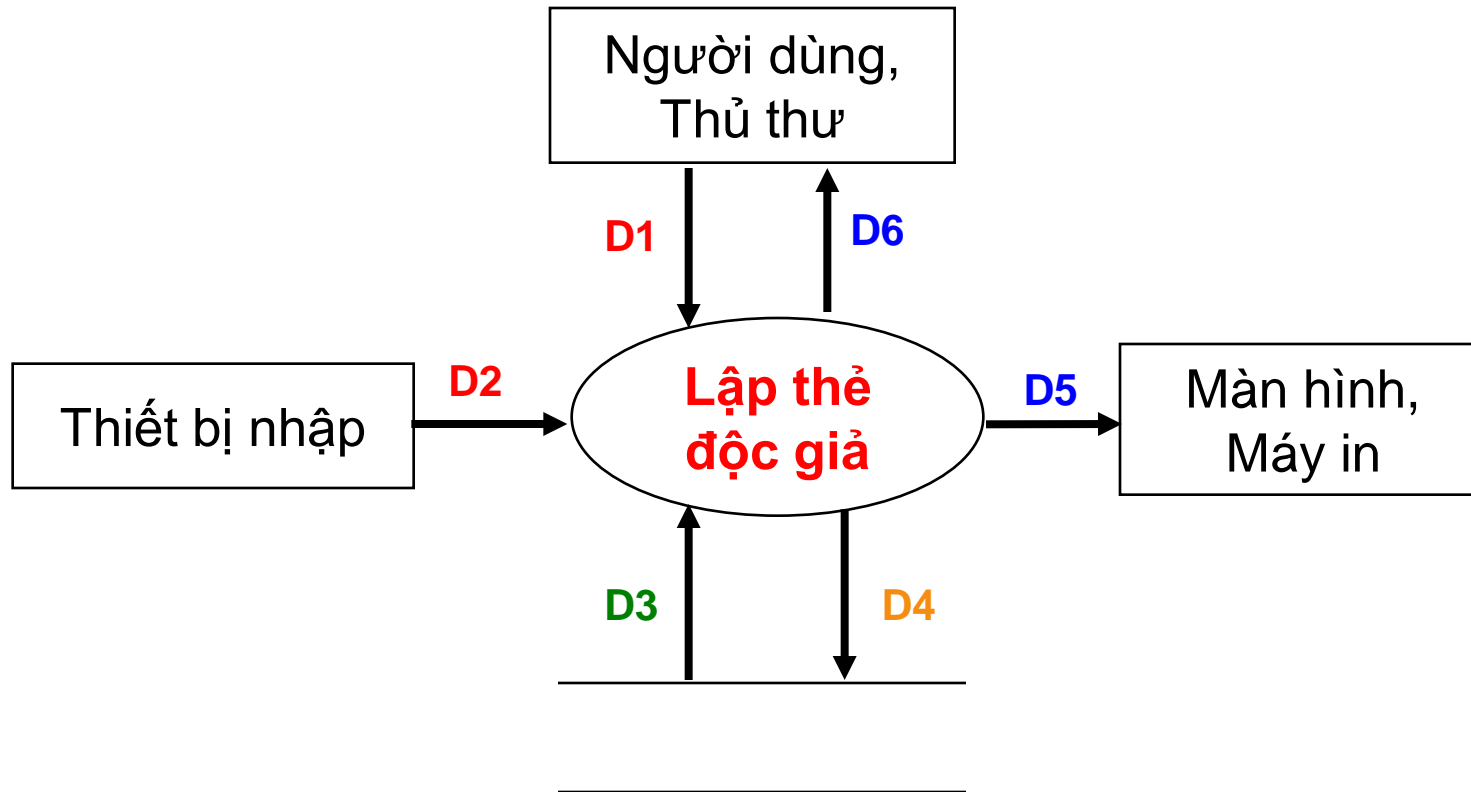 Người dùng,
Thủ thư
D1
D6
Thiết bị nhập
D2
Lập thẻ
độc giả
D5
Màn hình,
Máy in
D3
D4